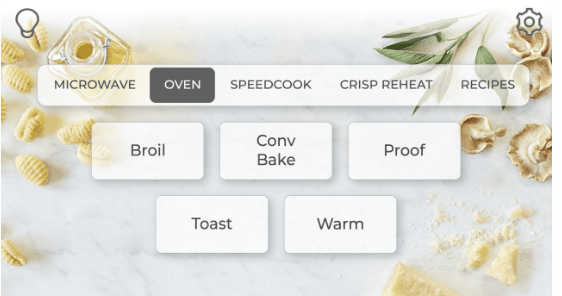 MICROWAVE OVEN SPEEDCOOK CRISP REHEAT RECIPES
Broil
Conv
Bake
Proof
Toast
Warm